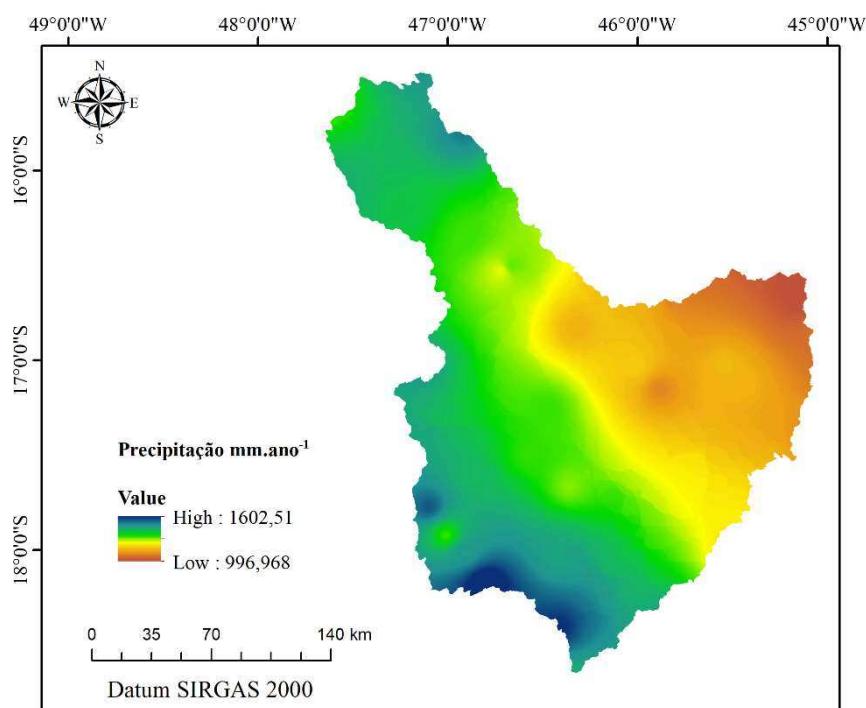 49°0'0"W 48°0'0"W 47°0'0"W 46°0'0"W 45°0'0"W
N
W E
S
16°0'0"S
17°0'0"S
18°0'0"S
Precipitação mm.ano⁻¹
Value
High : 1602,51
Low : 996,968
0 35 70 140 km
Datum SIRGAS 2000